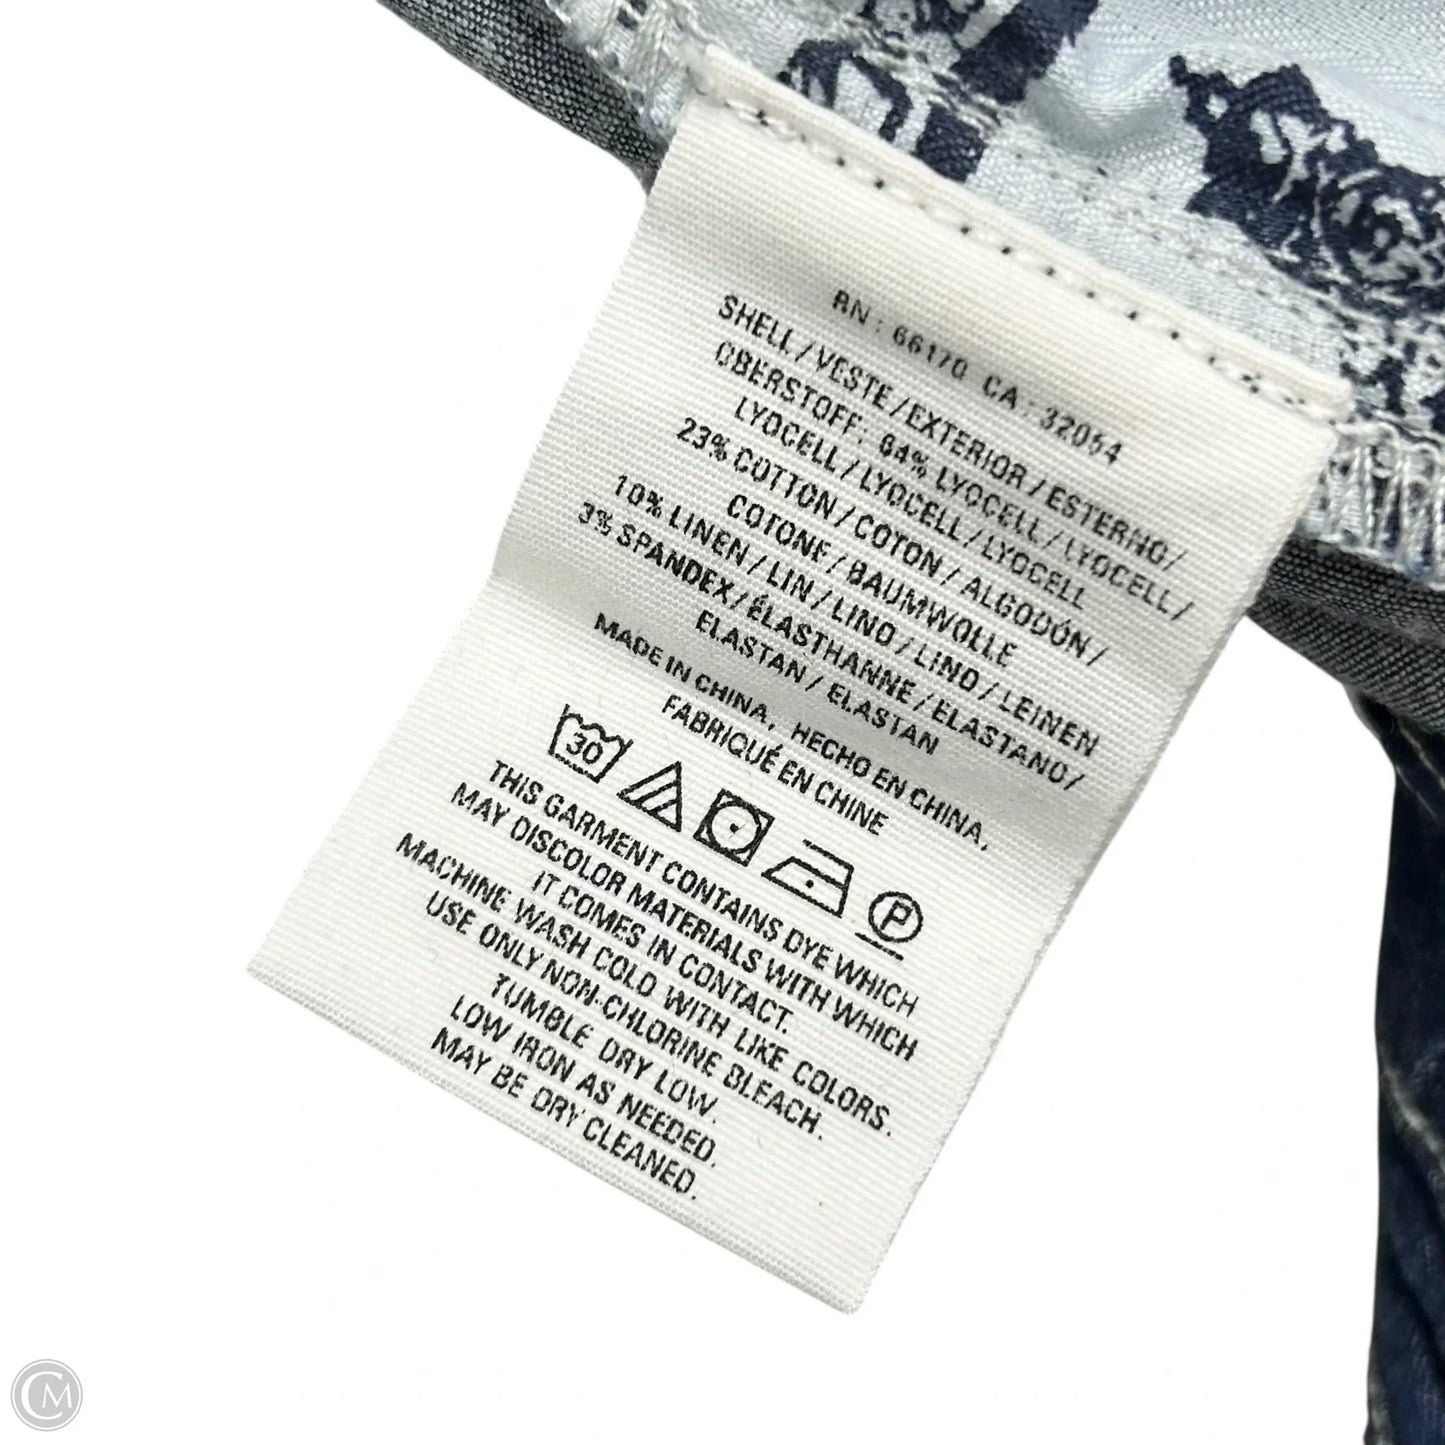 RN : 66170 CA : 32054
SHELL / VESTE / EXTERIOR / ESTERNO /
OBERSTOFF: 64% LYOCELL / LYOCELL /
LYOCELL / LYOCELL / LYOCELL
23% COTTON / COTON / ALGODÓN /
COTONE / BAUMWOLLE
10% LINEN / LIN / LINO / LINO / LEINEN
3% SPANDEX / ÉLASTHANNE / ELASTANO /
ELASTAN / ELASTAN
MADE IN CHINA, HECHO EN CHINA,
FABRIQUÉ EN CHINE
30 P
THIS GARMENT CONTAINS DYE WHICH
MAY DISCOLOR MATERIALS WITH WHICH
IT COMES IN CONTACT.
MACHINE WASH COLD WITH LIKE COLORS.
USE ONLY NON-CHLORINE BLEACH.
TUMBLE DRY LOW.
LOW IRON AS NEEDED.
MAY BE DRY CLEANED.
CM